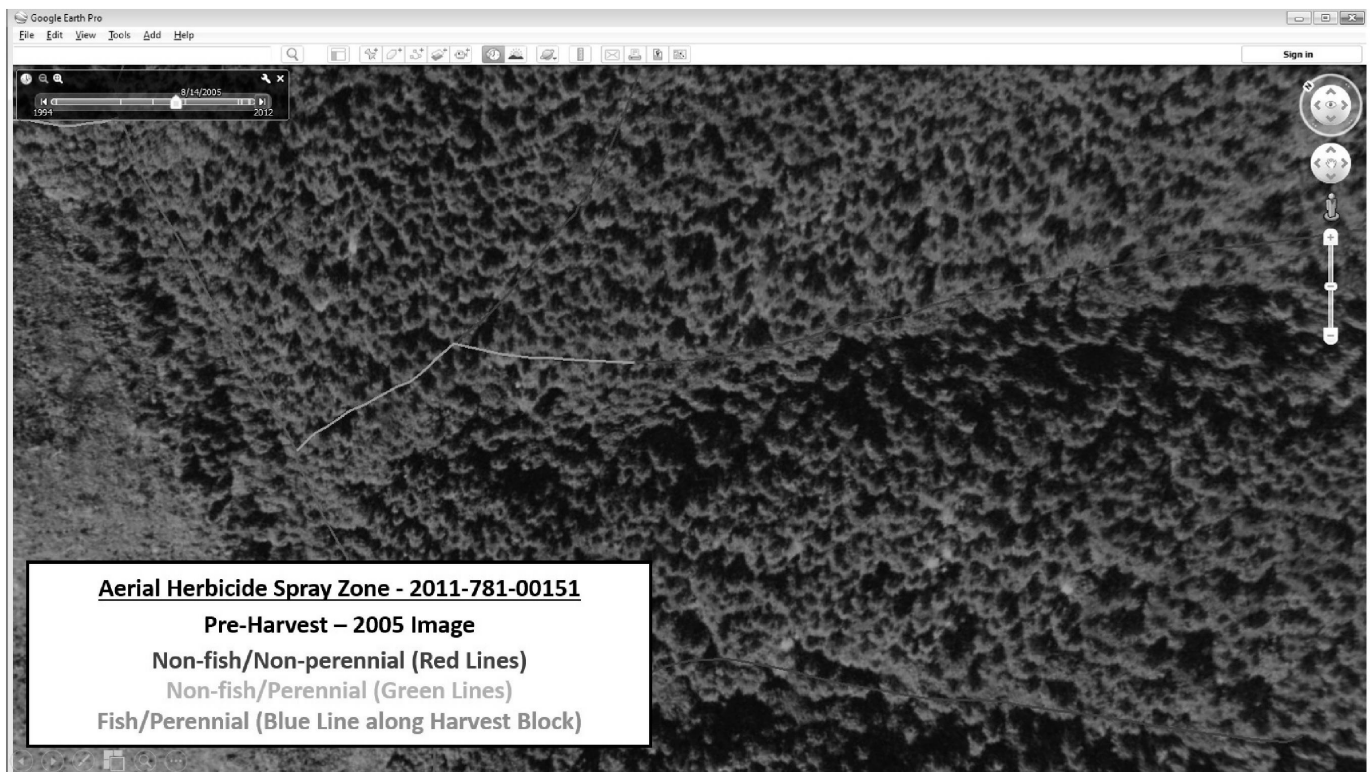 Google Earth Pro
File Edit View Tools Add Help
Sign in
8/14/2005
1994 2012
Aerial Herbicide Spray Zone - 2011-781-00151
Pre-Harvest – 2005 Image
Non-fish/Non-perennial (Red Lines)
Non-fish/Perennial (Green Lines)
Fish/Perennial (Blue Line along Harvest Block)